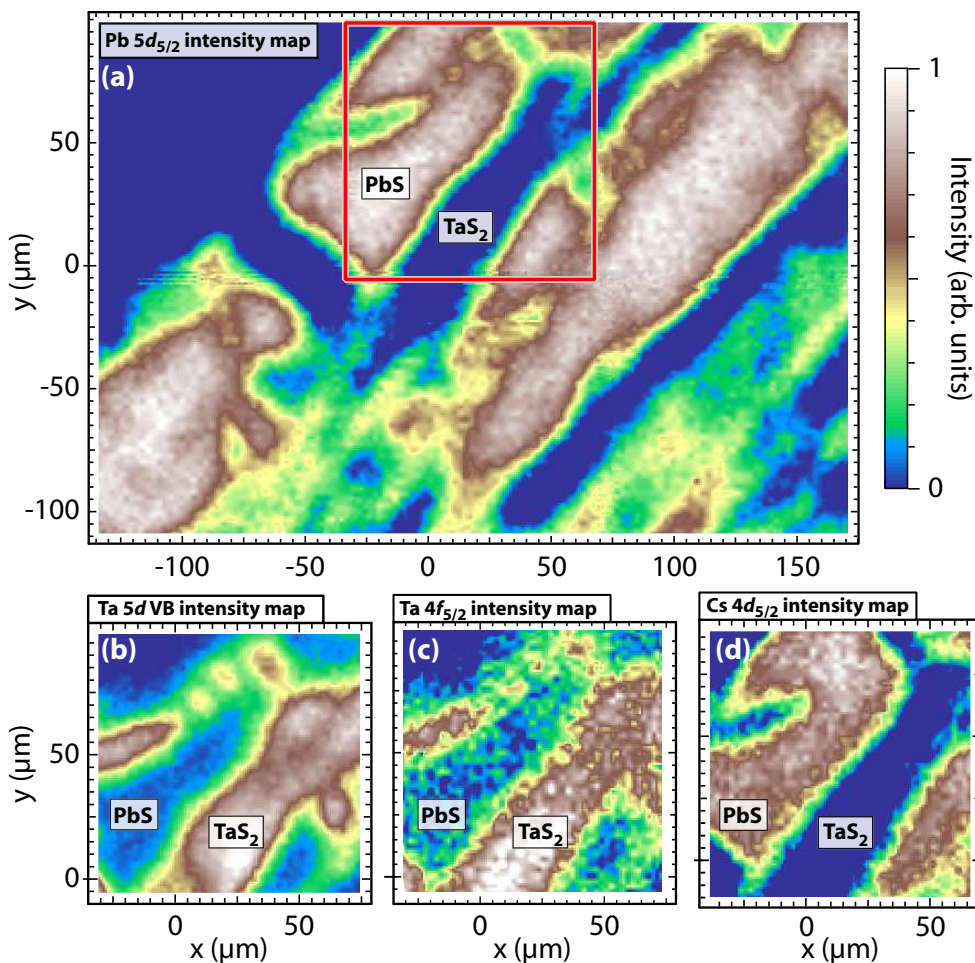 Pb 5d5/2 intensity map
(a)
PbS
TaS2
y (µm)
50
0
-50
-100
-100
-50
0
50
100
150
1
0
Intensity (arb. units)
Ta 5d VB intensity map
(b)
PbS
TaS2
y (µm)
50
0
0
50
x (µm)
Ta 4f5/2 intensity map
(c)
PbS
TaS2
0
50
x (µm)
Cs 4d5/2 intensity map
(d)
PbS
TaS2
0
50
x (µm)